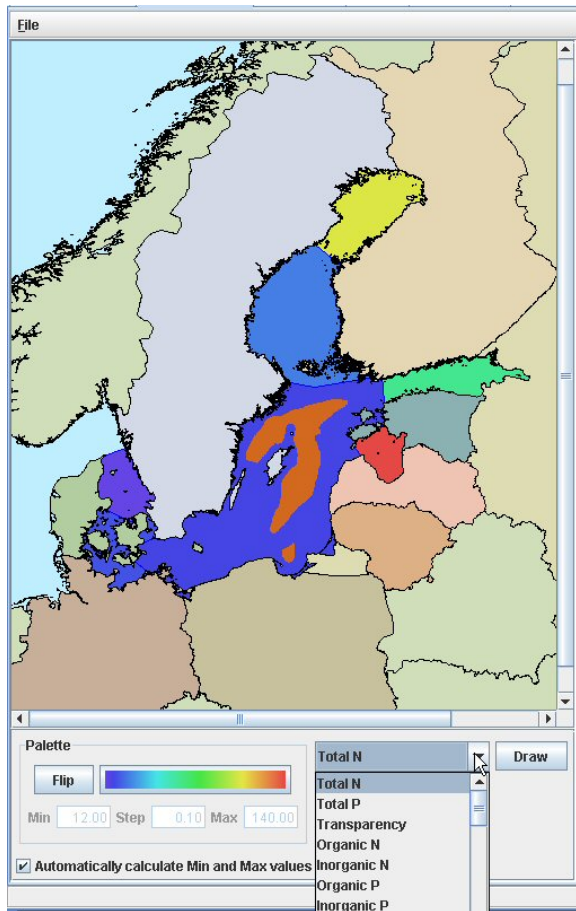 File
Palette
Total N
Draw
Flip
Total N
Total P
Min 12.00 Step 0.10 Max 140.00
Transparency
Organic N
Automatically calculate Min and Max values
Inorganic N
Organic P
Inorganic P